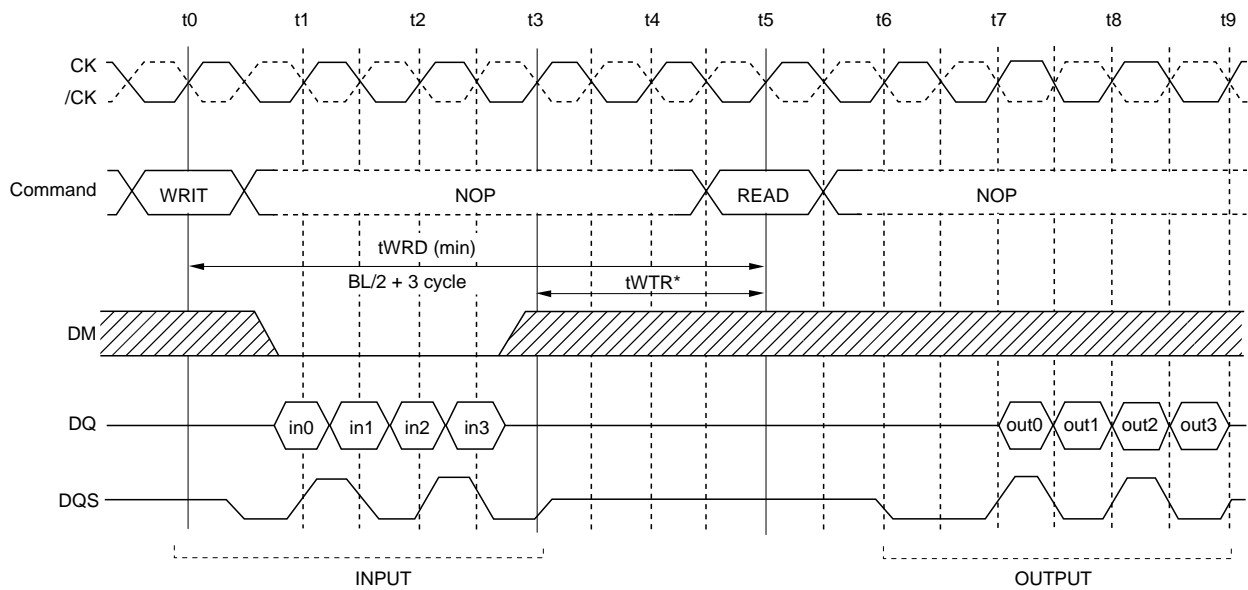 t0 t1 t2 t3 t4 t5 t6 t7 t8 t9
CK
/CK
Command WRIT NOP READ NOP
tWRD (min)
BL/2 + 3 cycle tWTR*
DM
DQ in0 in1 in2 in3 out0 out1 out2 out3
DQS
INPUT OUTPUT